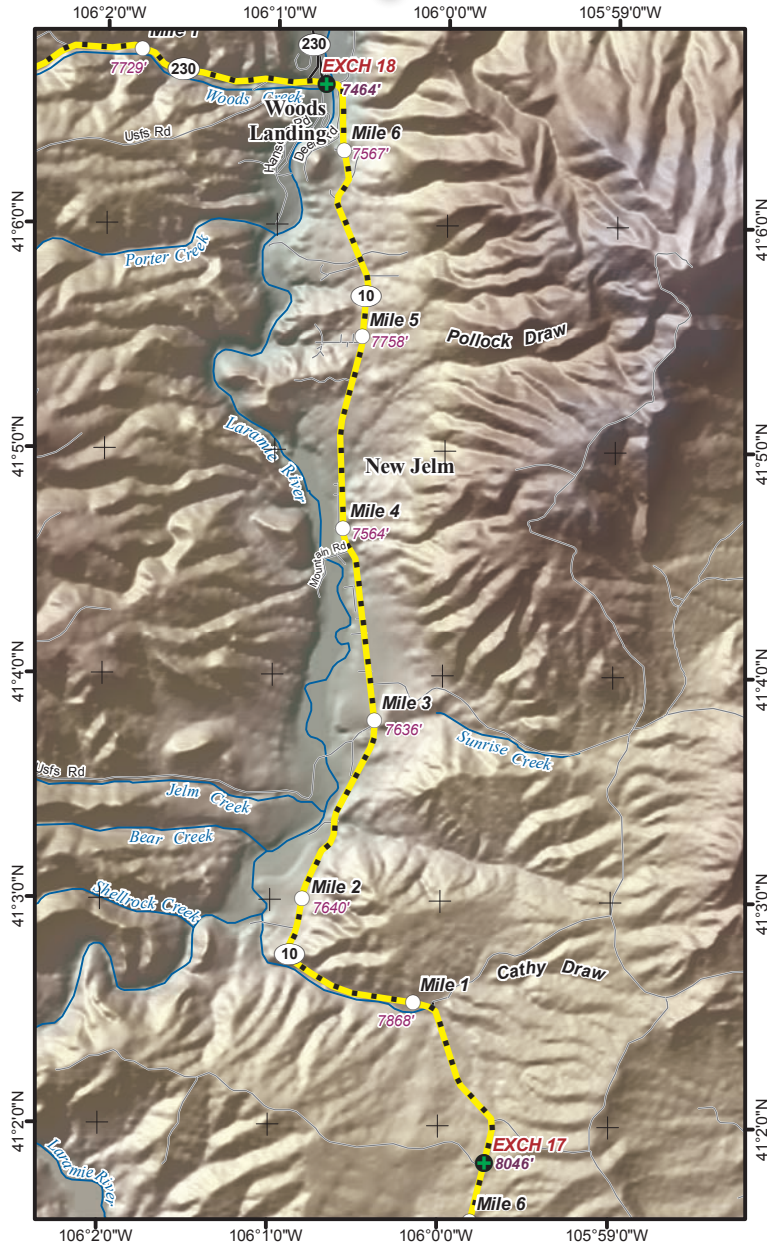 106°2'0"W
106°1'0"W
106°0'0"W
105°59'0"W
Mile 1
7729'
230
230
EXCH 18
7464'
Woods Creek
Woods
Landing
Usfs Rd
Mile 6
7567'
41°6'0"N
41°6'0"N
Porter Creek
10
Mile 5
7758'
Pollock Draw
Laramie River
41°5'0"N
41°5'0"N
New Jelm
Mile 4
7564'
Mountain Rd
41°4'0"N
41°4'0"N
Mile 3
7636'
Sunrise Creek
Usfs Rd
Jelm Creek
Bear Creek
41°3'0"N
41°3'0"N
Shellrock Creek
Mile 2
7640'
10
Cathy Draw
Mile 1
7868'
41°2'0"N
41°2'0"N
EXCH 17
8046'
Laramie River
Mile 6
106°2'0"W
106°1'0"W
106°0'0"W
105°59'0"W